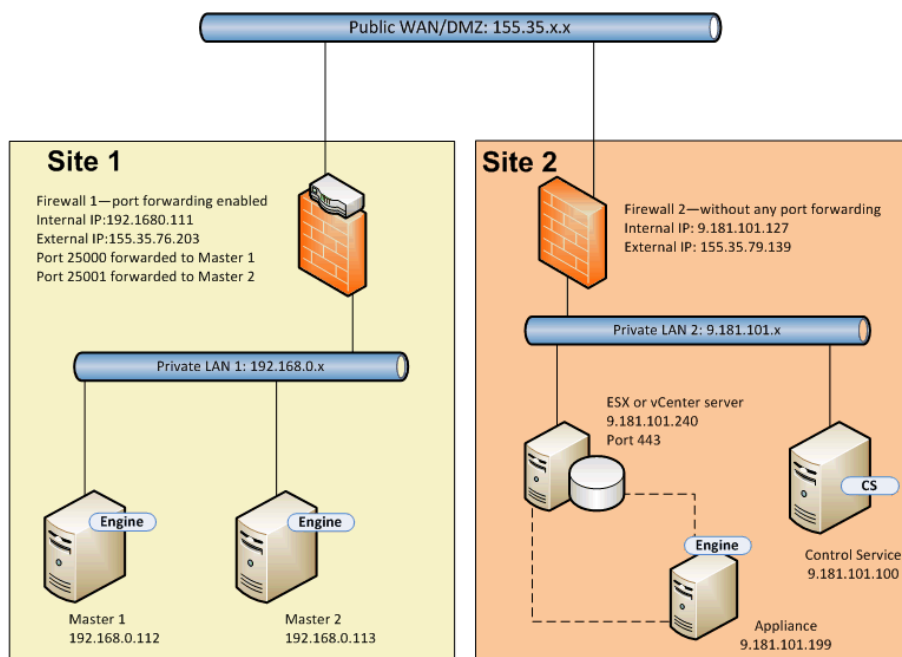 Public WAN/DMZ: 155.35.x.x
Site 1
Firewall 1—port forwarding enabled
Internal IP:192.1680.111
External IP:155.35.76.203
Port 25000 forwarded to Master 1
Port 25001 forwarded to Master 2
Private LAN 1: 192.168.0.x
Engine
Engine
Master 1
192.168.0.112
Master 2
192.168.0.113
Site 2
Firewall 2—without any port forwarding
Internal IP: 9.181.101.127
External IP: 155.35.79.139
Private LAN 2: 9.181.101.x
ESX or vCenter server
9.181.101.240
Port 443
CS
Control Service
9.181.101.100
Engine
Appliance
9.181.101.199